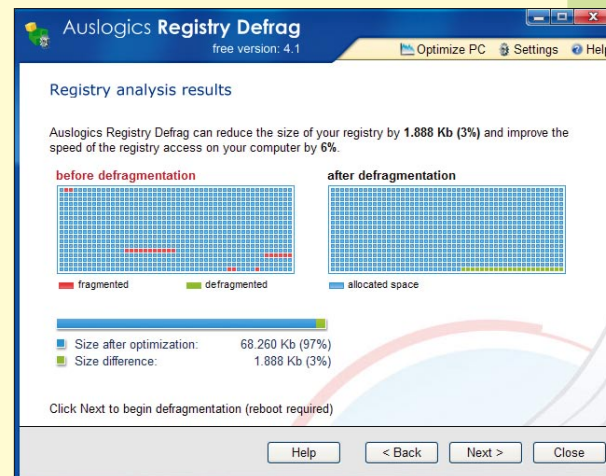 Auslogics Registry Defrag
free version: 4.1
Optimize PC Settings Help
Registry analysis results
Auslogics Registry Defrag can reduce the size of your registry by 1.888 Kb (3%) and improve the
speed of the registry access on your computer by 6%.
before defragmentation after defragmentation
fragmented defragmented allocated space
Size after optimization: 68.260 Kb (97%)
Size difference: 1.888 Kb (3%)
Click Next to begin defragmentation (reboot required)
Help < Back Next > Close